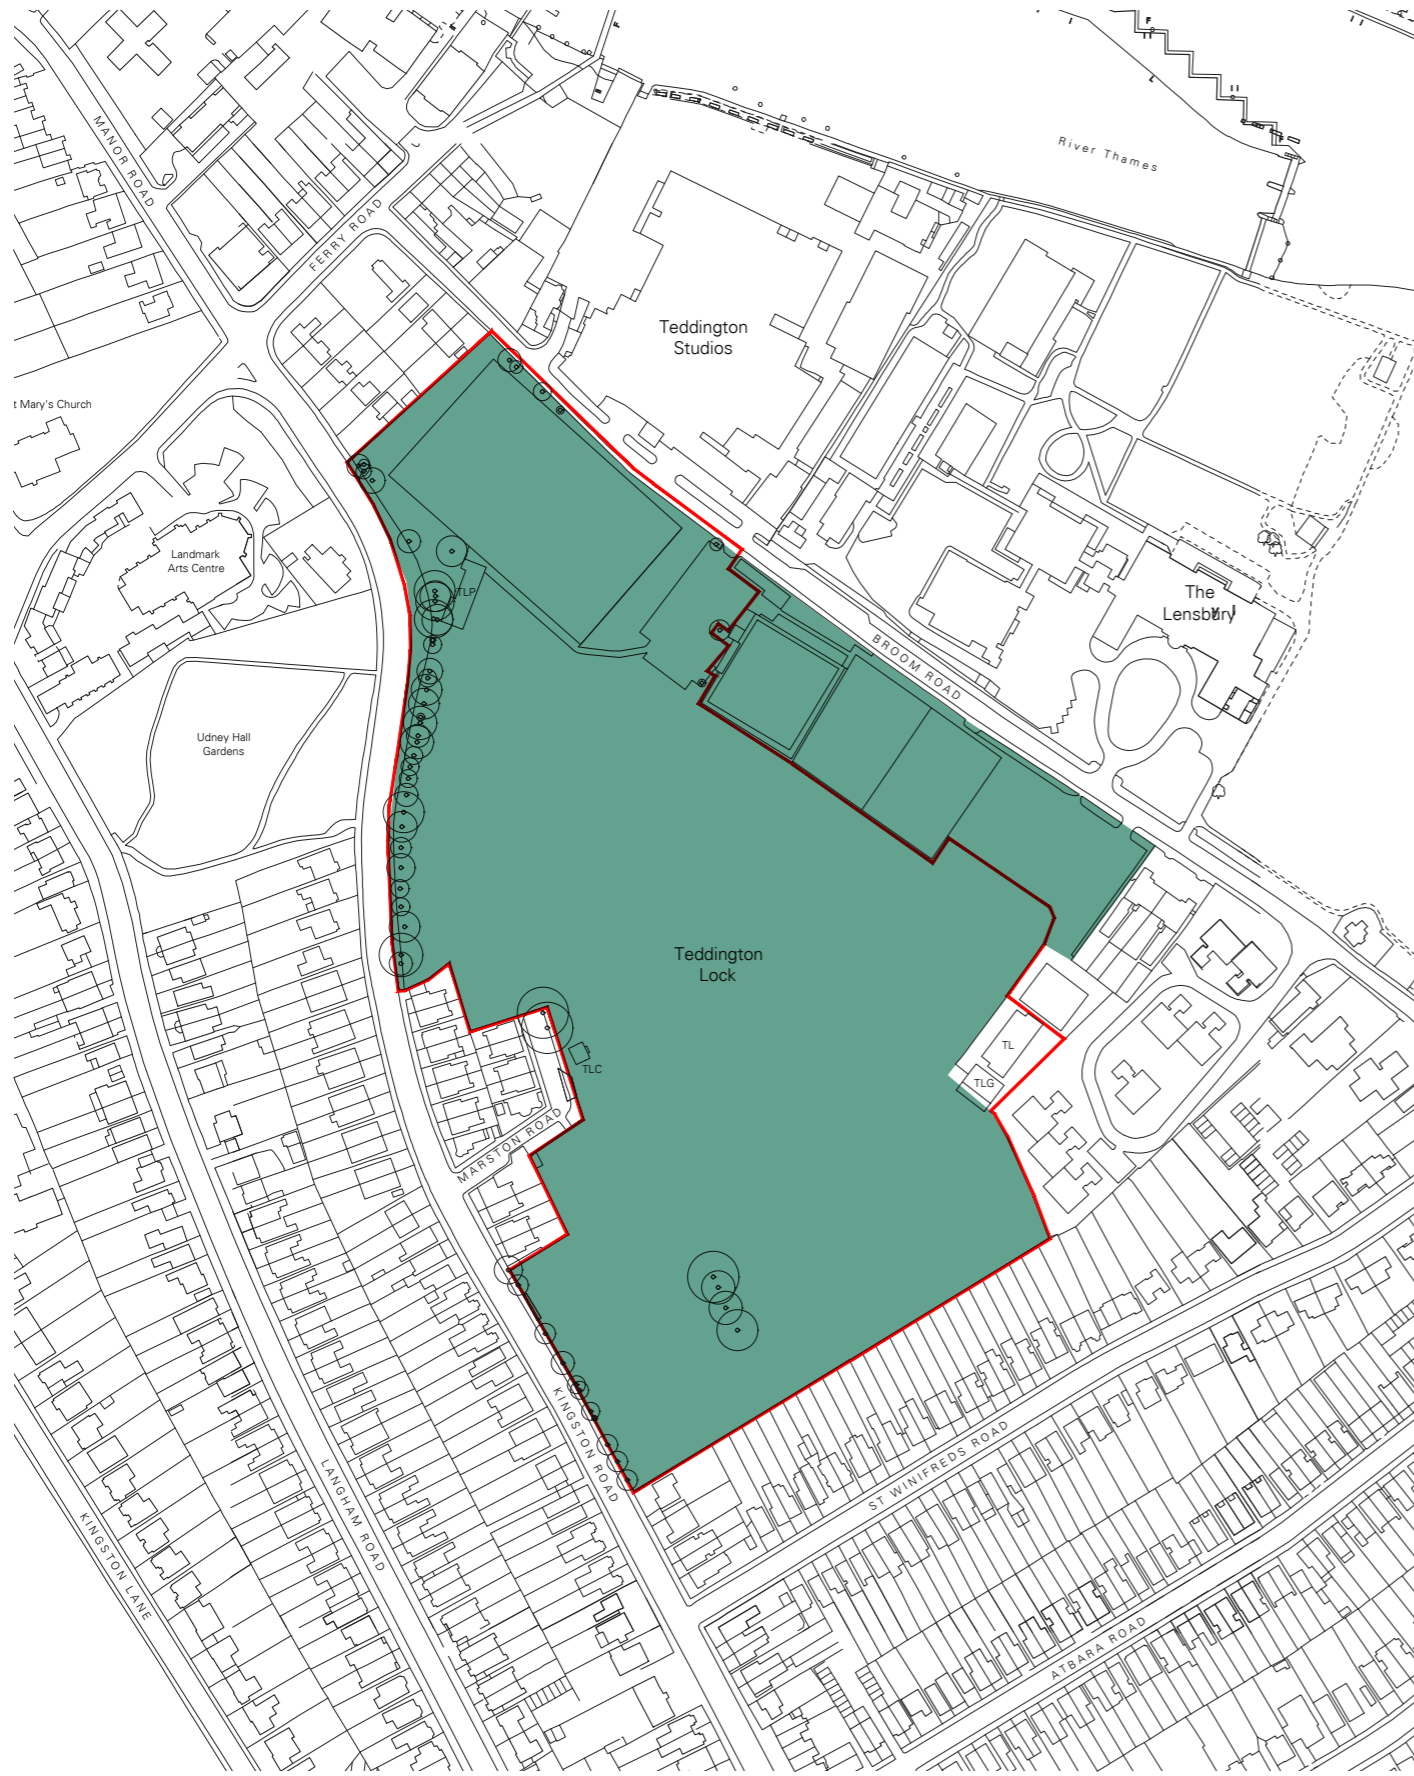 River Thames
MANOR ROAD
FERRY ROAD
Teddington
Studios
t Mary's Church
Landmark
Arts Centre
TLP
The
Lensbury
BROOM ROAD
Udney Hall
Gardens
Teddington
Lock
TL
TLG
TLC
MARSTON ROAD
KINGSTON ROAD
ST WINIFREDS ROAD
LANGHAM ROAD
KINGSTON LANE
ATBARA ROAD